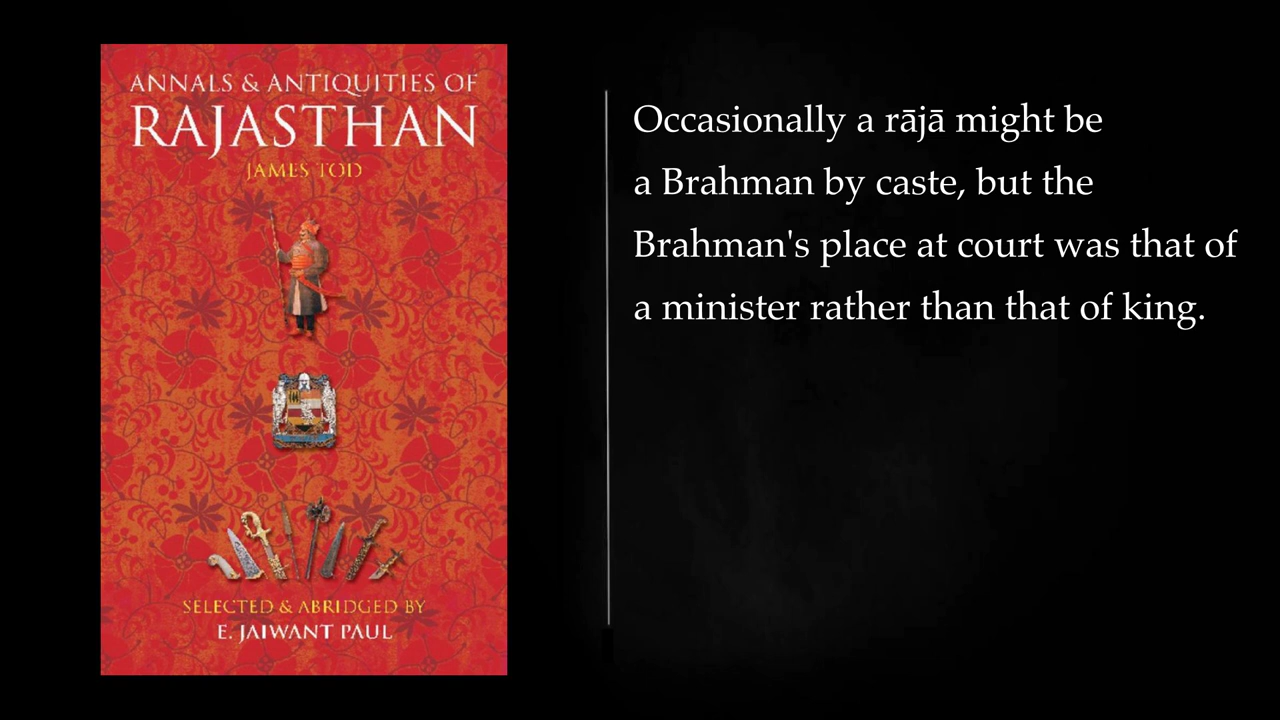 ANNALS & ANTIQUITIES OF
RAJASTHAN
JAMES TOD
SELECTED & ABRIDGED BY
E. JAIWANT PAUL
Occasionally a rājā might be
a Brahman by caste, but the
Brahman's place at court was that of
a minister rather than that of king.